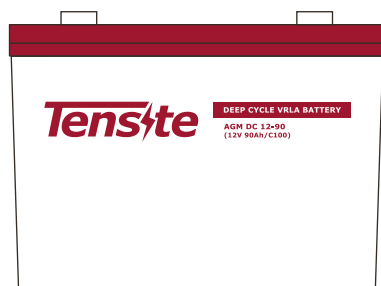 Tensite
DEEP CYCLE VRLA BATTERY
AGM DC 12-90
(12V 90Ah/C100)